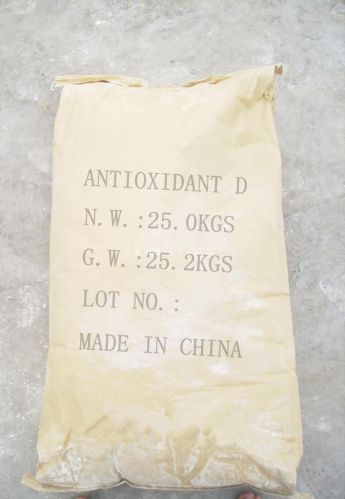 ANTIOXIDANT D
N.W.:25.0KGS
G.W.:25.2KGS
LOT NO.:
MADE IN CHINA